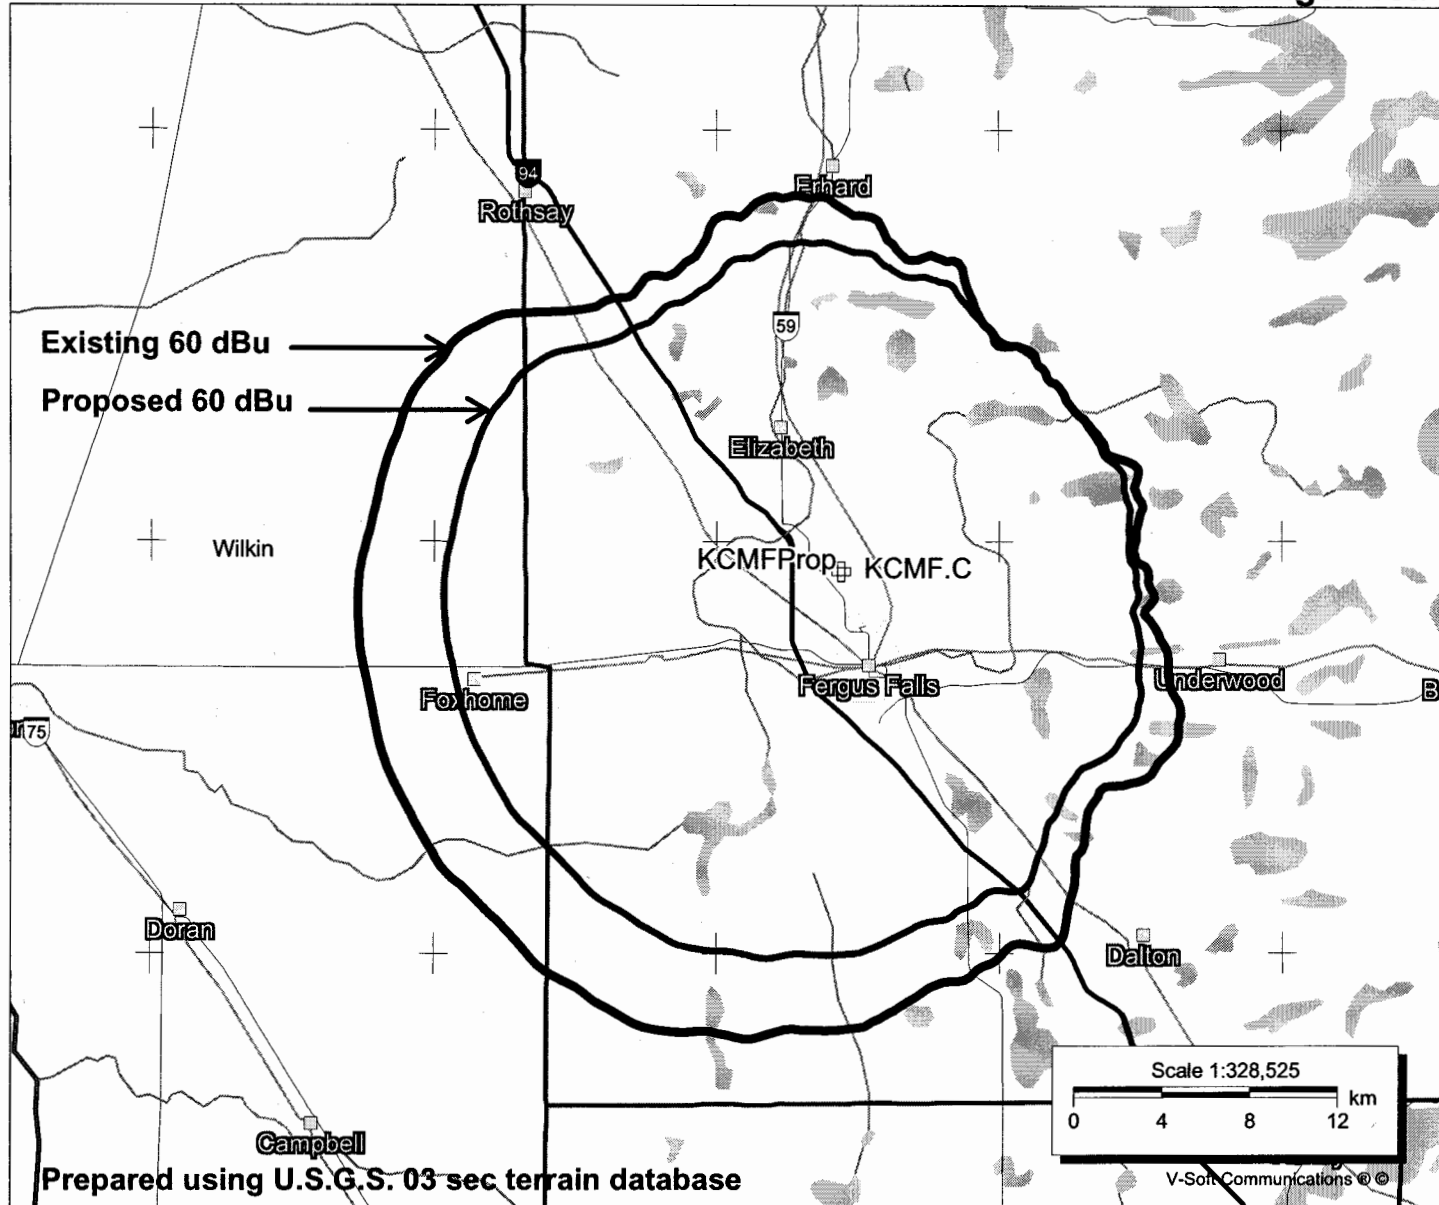 94
Erhard
Rothsay
59
Existing 60 dBu
Proposed 60 dBu
Elizabeth
Wilkin
KCMFProp
KCMF.C
Foxhome
Fergus Falls
Underwood
B
75
Doran
Dalton
Scale 1:328,525
km
0 4 8 12
Campbell
Prepared using U.S.G.S. 03 sec terrain database
V-Soft Communications ® ©